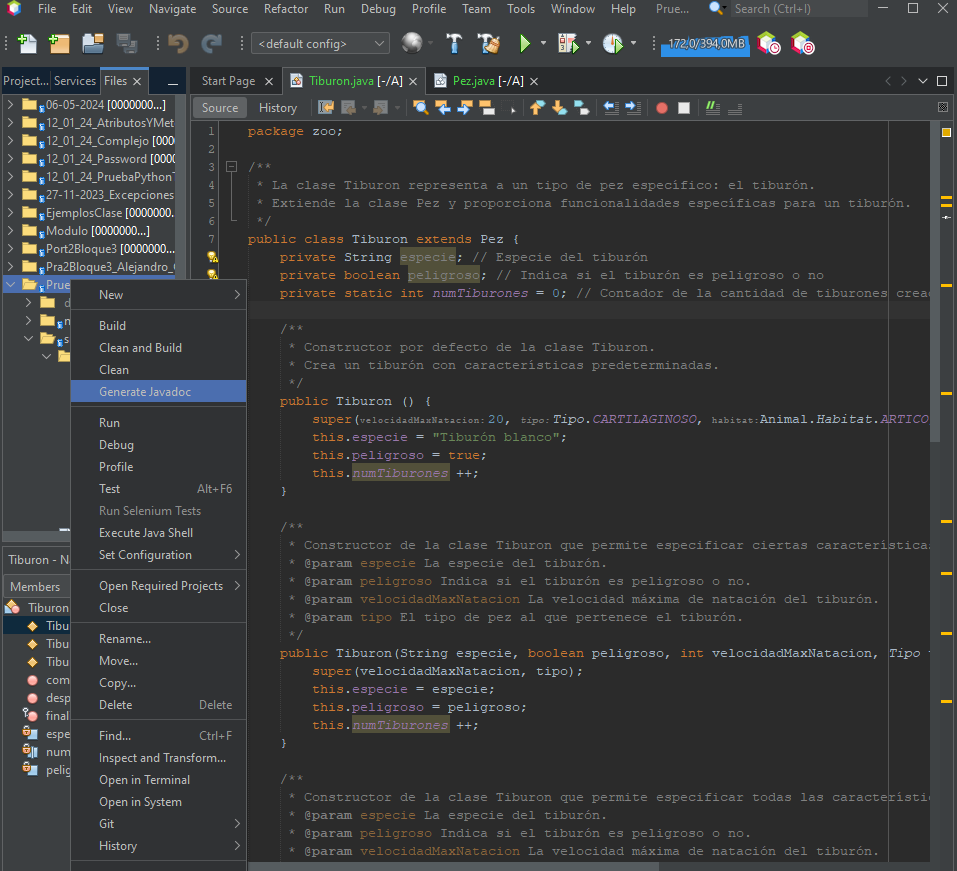 File Edit View Navigate Source Refactor Run Debug Profile Team Tools Window Help Prue... Search (Ctrl+I)
<default config> 172,0/394,0MB
Project... Services Files
Start Page Tiburon.java [-/A] Pez.java [-/A]
Source History
06-05-2024 [0000000...]
12_01_24_AtributosYMet
12_01_24_Complejo [000
12_01_24_Password [000
12_01_24_PruebaPythonT
27-11-2023_Excepciones
EjemplosClase [0000000.
Modulo [0000000...]
Port2Bloque3 [0000000...
Pra2Bloque3_Alejandro_
Prue
New
Build
Clean and Build
Clean
Generate Javadoc
Run
Debug
Profile
Test Alt+F6
Run Selenium Tests
Execute Java Shell
Set Configuration
Open Required Projects
Close
Rename...
Move...
Copy...
Delete Delete
Find... Ctrl+F
Inspect and Transform...
Open in Terminal
Open in System
Git
History
Tiburon - N
Members
Tiburon
Tibu
Tibu
Tibu
com
desp
final
espe
num
pelig
1 package zoo;
2
3 /**
4 * La clase Tiburon representa a un tipo de pez específico: el tiburón.
5 * Extiende la clase Pez y proporciona funcionalidades específicas para un tiburón.
6 */
7 public class Tiburon extends Pez {
private String especie; // Especie del tiburón
private boolean peligroso; // Indica si el tiburón es peligroso o no
private static int numTiburones = 0; // Contador de la cantidad de tiburones crea
/**
* Constructor por defecto de la clase Tiburon.
* Crea un tiburón con características predeterminadas.
*/
public Tiburon () {
super(velocidadMaxNatacion:20, tipo:Tipo.CARTILAGINOSO, habitat:Animal.Habitat.ARTICO
this.especie = "Tiburón blanco";
this.peligroso = true;
this.numTiburones ++;
}
/**
* Constructor de la clase Tiburon que permite especificar ciertas características
* @param especie La especie del tiburón.
* @param peligroso Indica si el tiburón es peligroso o no.
* @param velocidadMaxNatacion La velocidad máxima de natación del tiburón.
* @param tipo El tipo de pez al que pertenece el tiburón.
*/
public Tiburon(String especie, boolean peligroso, int velocidadMaxNatacion, Tipo
super(velocidadMaxNatacion, tipo);
this.especie = especie;
this.peligroso = peligroso;
this.numTiburones ++;
}
/**
* Constructor de la clase Tiburon que permite especificar todas las característi
* @param especie La especie del tiburón.
* @param peligroso Indica si el tiburón es peligroso o no.
* @param velocidadMaxNatacion La velocidad máxima de natación del tiburón.